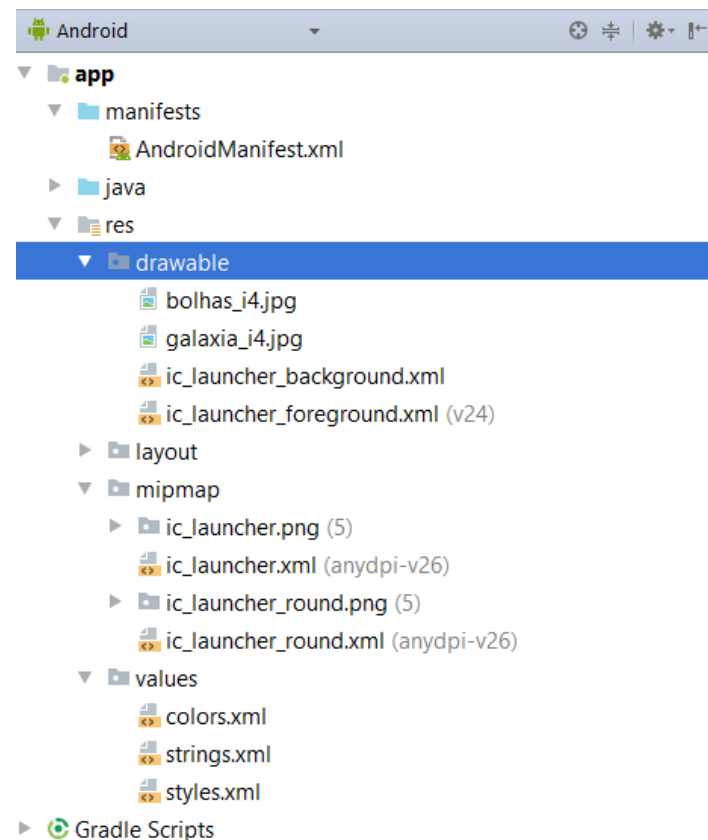 Android
app
manifests
AndroidManifest.xml
java
res
drawable
bolhas_i4.jpg
galaxia_i4.jpg
ic_launcher_background.xml
ic_launcher_foreground.xml (v24)
layout
mipmap
ic_launcher.png (5)
ic_launcher.xml (anydpi-v26)
ic_launcher_round.png (5)
ic_launcher_round.xml (anydpi-v26)
values
colors.xml
strings.xml
styles.xml
Gradle Scripts